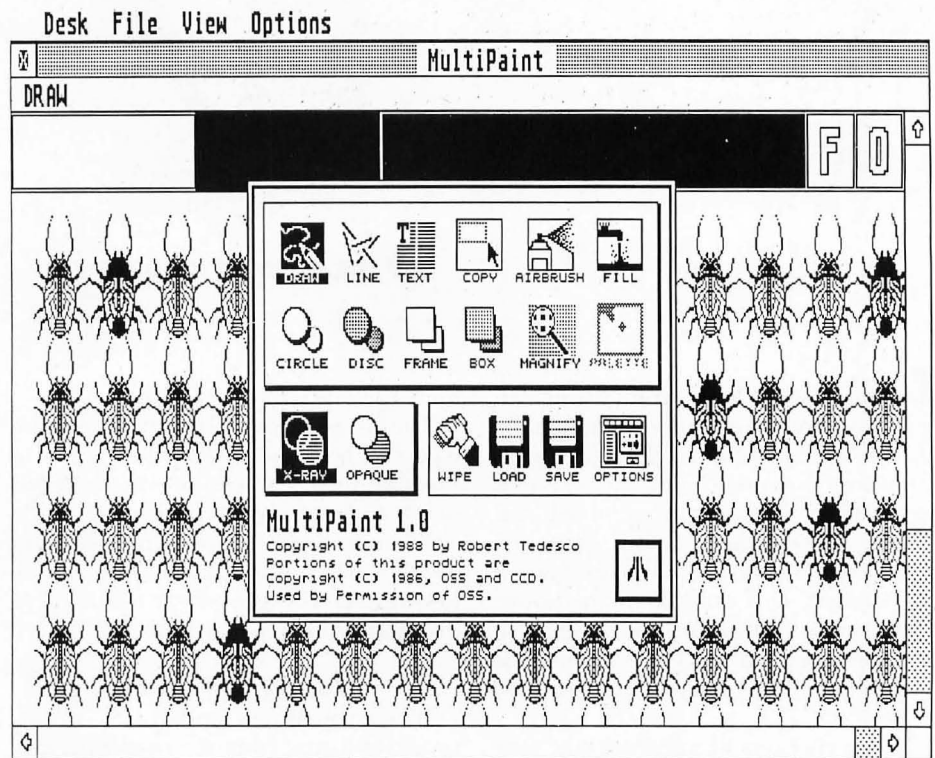 Desk File View Options
MultiPaint
DRAW
F O
DRAW LINE TEXT COPY AIRBRUSH FILL
CIRCLE DISC FRAME BOX MAGNIFY PALETTE
X-RAY OPAQUE WIPE LOAD SAVE OPTIONS
MultiPaint 1.0
Copyright (C) 1988 by Robert Tedesco
Portions of this product are
Copyright (C) 1986, OSS and CCD.
Used by Permission of OSS.